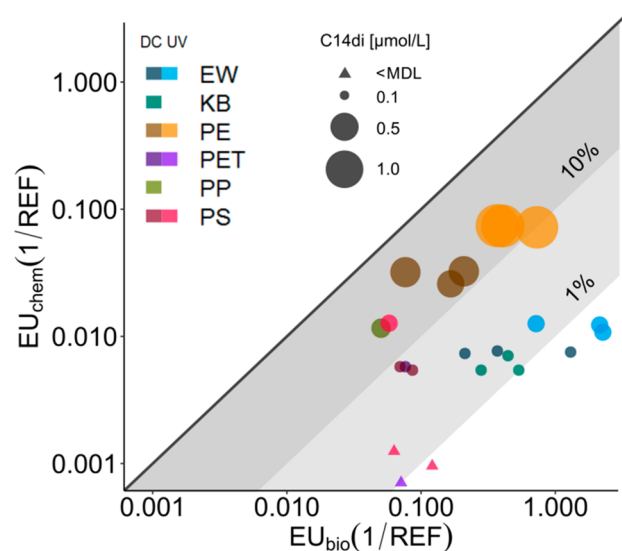 DC UV
EW
KB
PE
PET
PP
PS
C14di [µmol/L]
<MDL
0.1
0.5
1.0
10%
1%
EUchem(1/REF)
1.000
0.100
0.010
0.001
0.001
0.010
0.100
1.000
EUbio(1/REF)